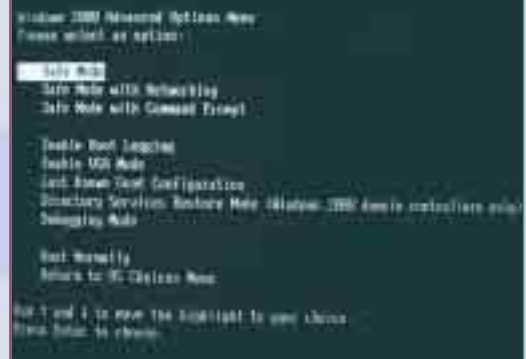 Windows 2000 Advanced Options Menu
Please select an option:
Safe Mode
Safe Mode with Networking
Safe Mode with Command Prompt
Enable Boot Logging
Enable VGA Mode
Last Known Good Configuration
Directory Services Restore Mode (Windows 2000 domain controllers only)
Debugging Mode
Boot Normally
Return to OS Choices Menu
Use ↑ and ↓ to move the highlight to your choice.
Press Enter to choose.